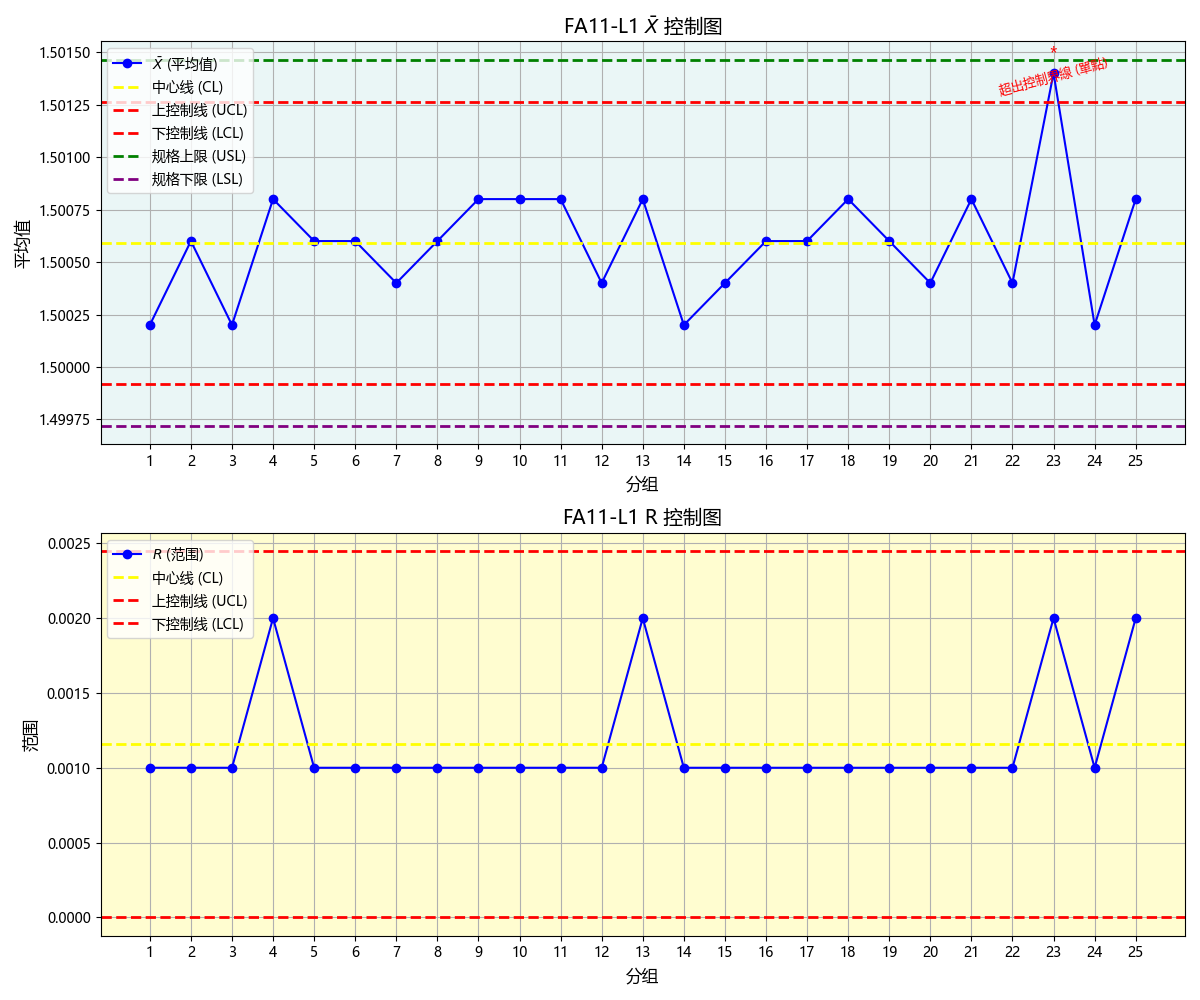 FA11-L1 X̄ 控制图
1.50150
1.50125
1.50100
1.50075
1.50050
1.50025
1.50000
1.49975
平均值
X̄ (平均值)
中心线 (CL)
上控制线 (UCL)
下控制线 (LCL)
规格上限 (USL)
规格下限 (LSL)
*
超出控制界線 (單點)
1 2 3 4 5 6 7 8 9 10 11 12 13 14 15 16 17 18 19 20 21 22 23 24 25
分组
FA11-L1 R 控制图
0.0025
0.0020
0.0015
0.0010
0.0005
0.0000
范围
R (范围)
中心线 (CL)
上控制线 (UCL)
下控制线 (LCL)
1 2 3 4 5 6 7 8 9 10 11 12 13 14 15 16 17 18 19 20 21 22 23 24 25
分组